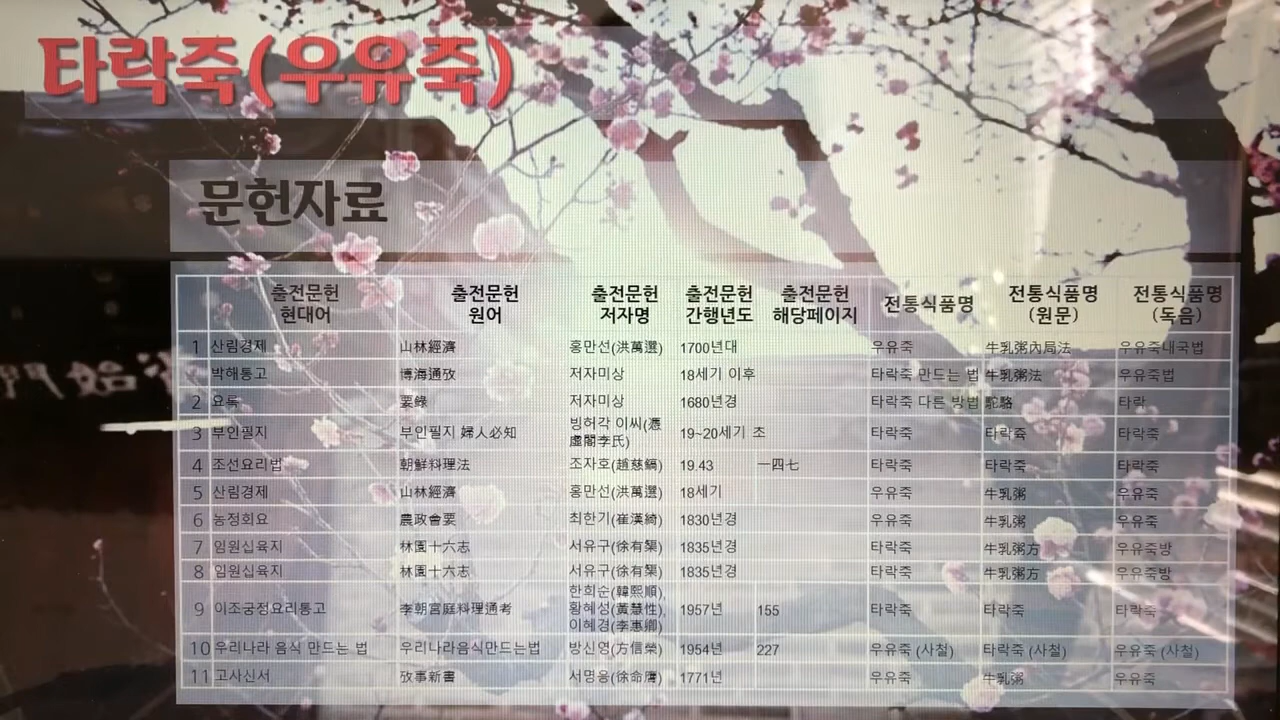 타락죽(우유죽)
문헌자료
출전문헌 현대어 출전문헌 원어 출전문헌 저자명 출전문헌 간행년도 출전문헌 해당페이지 전통식품명 전통식품명 (원문) 전통식품명 (독음)
1 산림경제 山林經濟 홍만선(洪萬選) 1700년대 우유죽 牛乳粥內局法 우유죽내국법
박해통고 博海通攷 저자미상 18세기 이후 타락죽 만드는 법 牛乳粥法 우유죽법
2 요록 要錄 저자미상 1680년경 타락죽 다른 방법 駝駱 타락
3 부인필지 부인필지 婦人必知 빙허각 이씨(憑虛閣李氏) 19~20세기 초 타락죽 타락죽 타락죽
4 조선요리법 朝鮮料理法 조자호(趙慈鎬) 19.43 一四七 타락죽 타락죽 타락죽
5 산림경제 山林經濟 홍만선(洪萬選) 18세기 우유죽 牛乳粥 우유죽
6 농정회요 農政會要 최한기(崔漢綺) 1830년경 우유죽 牛乳粥 우유죽
7 임원십육지 林園十六志 서유구(徐有榘) 1835년경 타락죽 牛乳粥方 우유죽방
8 임원십육지 林園十六志 서유구(徐有榘) 1835년경 타락죽 牛乳粥方 우유죽방
9 이조궁정요리통고 李朝宮庭料理通考 한희순(韓熙順), 황혜성(黃慧性), 이혜경(李惠卿) 1957년 155 타락죽 타락죽 타락죽
10 우리나라 음식 만드는 법 우리나라음식만드는법 방신영(方信榮) 1954년 227 우유죽 (사철) 타락죽 (사철) 우유죽 (사철)
11 고사신서 攷事新書 서명응(徐命膺) 1771년 우유죽 牛乳粥 우유죽